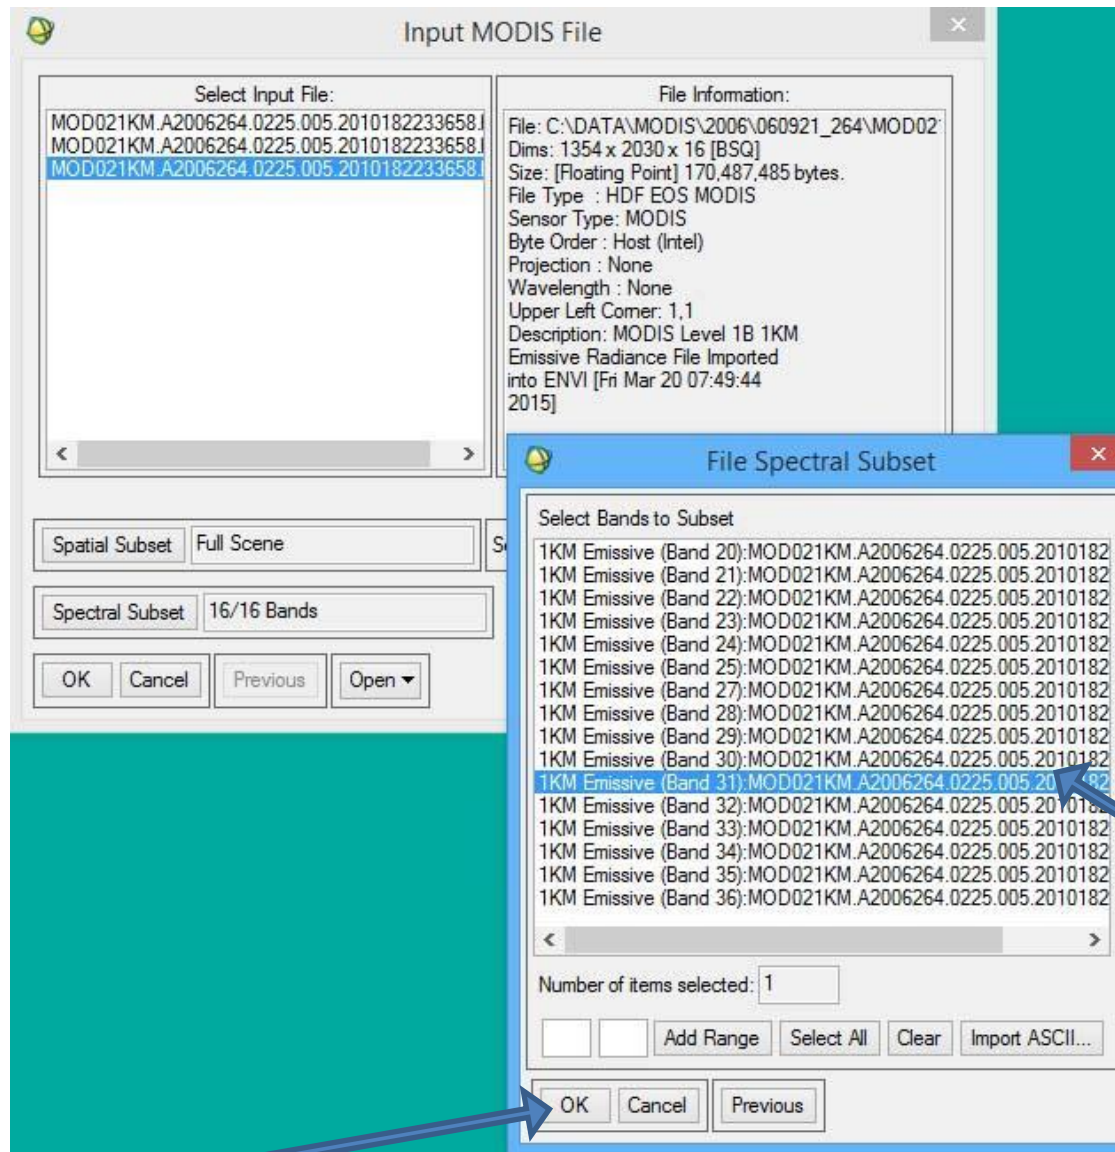 Input MODIS File
Select Input File:
MOD021KM.A2006264.0225.005.2010182233658.
MOD021KM.A2006264.0225.005.2010182233658.
MOD021KM.A2006264.0225.005.2010182233658.
File Information:
File: C:\DATA\MODIS\2006\060921_264\MOD02
Dims: 1354 x 2030 x 16 [BSQ]
Size: [Floating Point] 170,487,485 bytes.
File Type : HDF EOS MODIS
Sensor Type: MODIS
Byte Order : Host (Intel)
Projection : None
Wavelength : None
Upper Left Corner: 1,1
Description: MODIS Level 1B 1KM
Emissive Radiance File Imported
into ENVI [Fri Mar 20 07:49:44
2015]
Spatial Subset Full Scene
Spectral Subset 16/16 Bands
OK Cancel Previous Open
File Spectral Subset
Select Bands to Subset
1KM Emissive (Band 20):MOD021KM.A2006264.0225.005.2010182
1KM Emissive (Band 21):MOD021KM.A2006264.0225.005.2010182
1KM Emissive (Band 22):MOD021KM.A2006264.0225.005.2010182
1KM Emissive (Band 23):MOD021KM.A2006264.0225.005.2010182
1KM Emissive (Band 24):MOD021KM.A2006264.0225.005.2010182
1KM Emissive (Band 25):MOD021KM.A2006264.0225.005.2010182
1KM Emissive (Band 27):MOD021KM.A2006264.0225.005.2010182
1KM Emissive (Band 28):MOD021KM.A2006264.0225.005.2010182
1KM Emissive (Band 29):MOD021KM.A2006264.0225.005.2010182
1KM Emissive (Band 30):MOD021KM.A2006264.0225.005.2010182
1KM Emissive (Band 31):MOD021KM.A2006264.0225.005.20
1KM Emissive (Band 32):MOD021KM.A2006264.0225.005.2010182
1KM Emissive (Band 33):MOD021KM.A2006264.0225.005.2010182
1KM Emissive (Band 34):MOD021KM.A2006264.0225.005.2010182
1KM Emissive (Band 35):MOD021KM.A2006264.0225.005.2010182
1KM Emissive (Band 36):MOD021KM.A2006264.0225.005.2010182
Number of items selected: 1
Add Range Select All Clear Import ASCII...
OK Cancel Previous